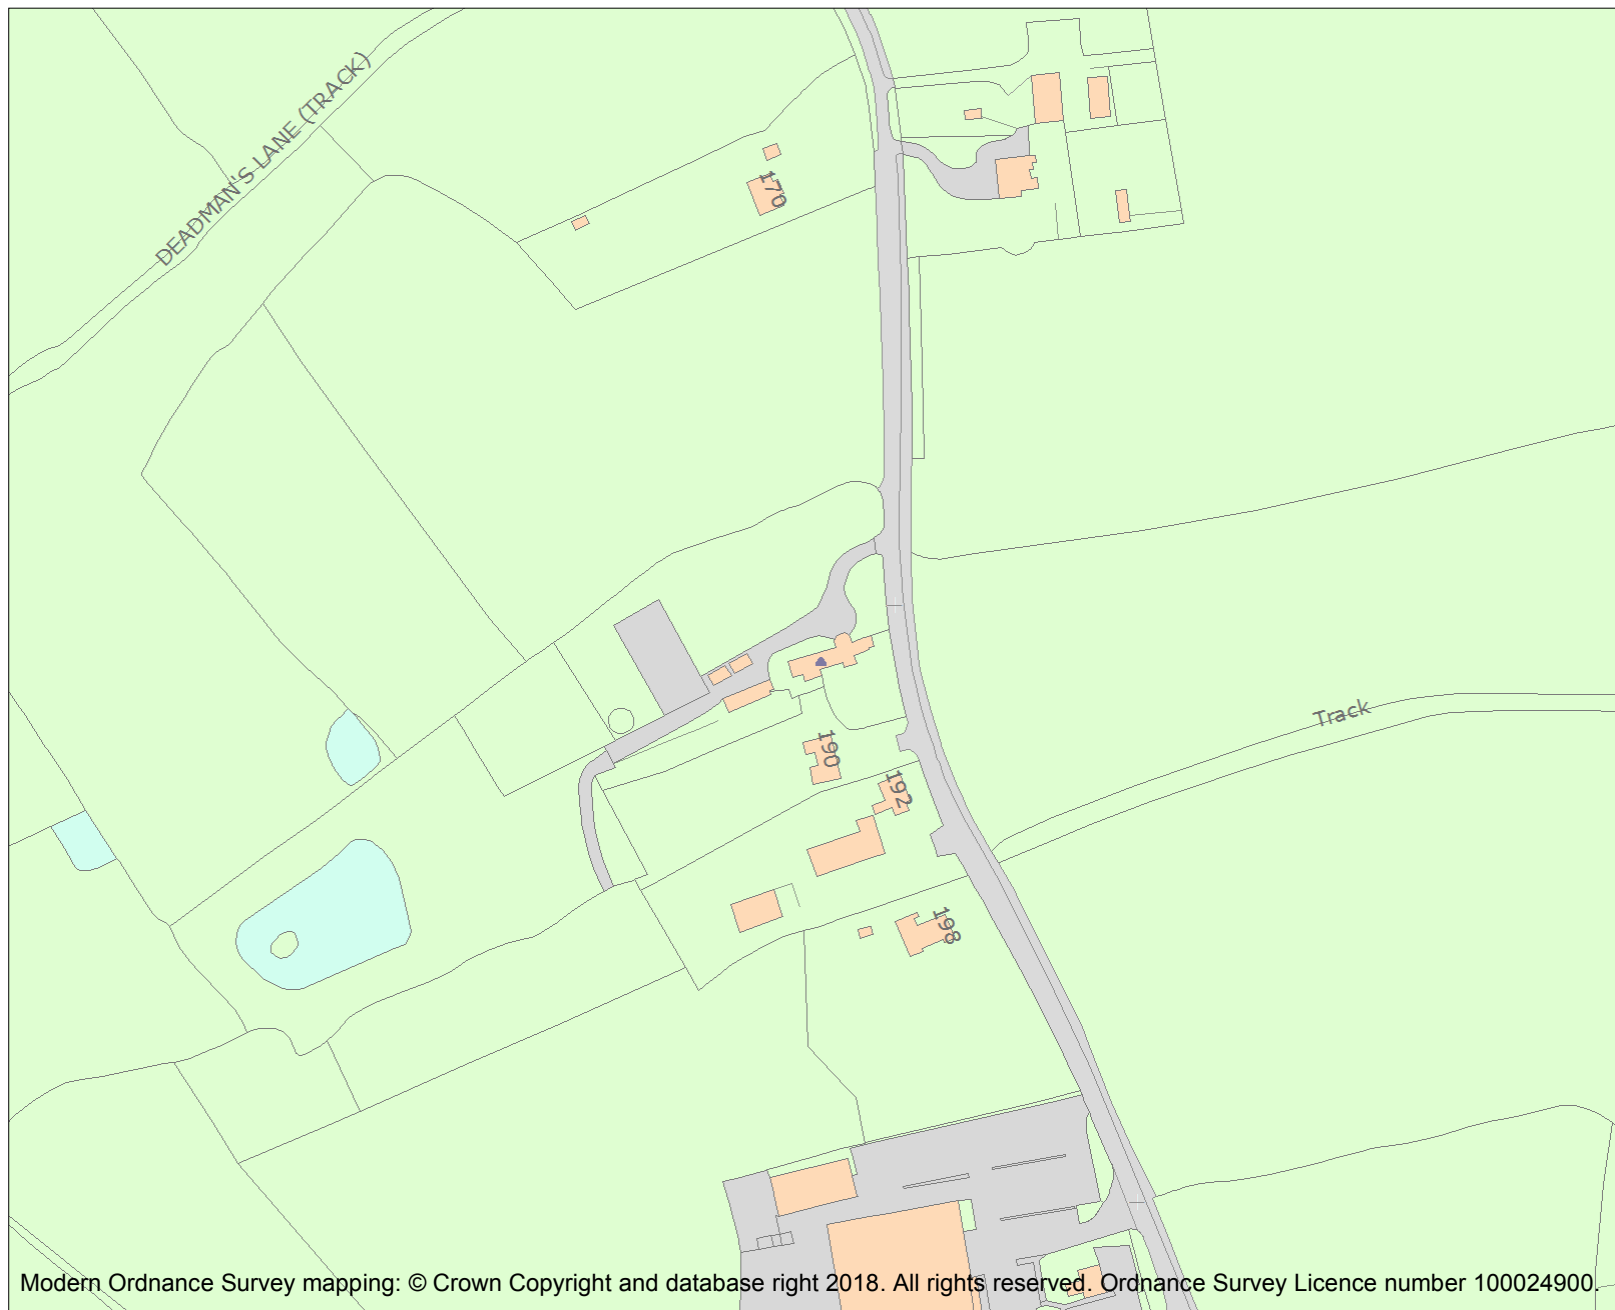 DEADMAN'S LANE (TRACK)
170
Track
190
192
198
Modern Ordnance Survey mapping: © Crown Copyright and database right 2018. All rights reserved. Ordnance Survey Licence number 100024900.